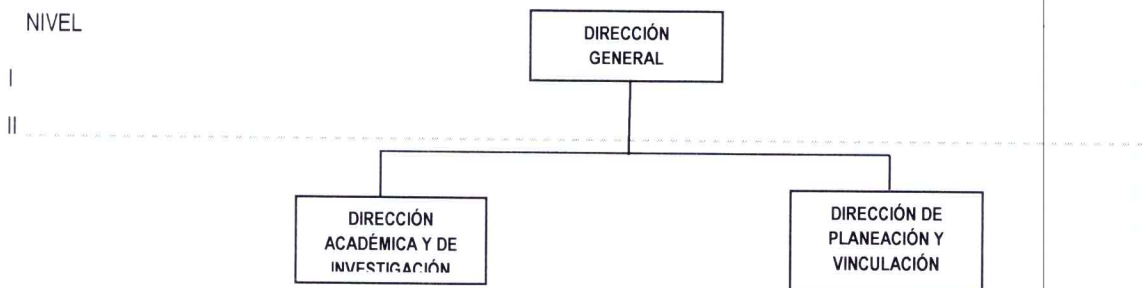 NIVEL
DIRECCIÓN
GENERAL
I
II
DIRECCIÓN
ACADÉMICA Y DE
INVESTIGACIÓN
DIRECCIÓN DE
PLANEACIÓN Y
VINCULACIÓN